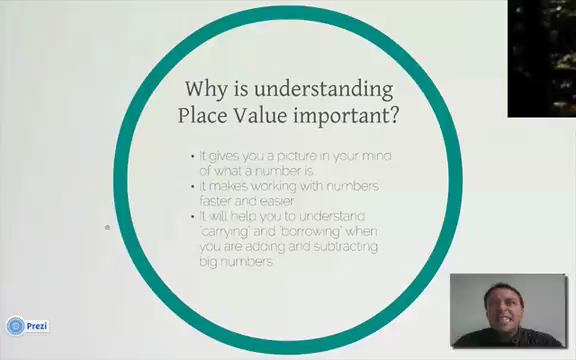 Why is understanding
Place Value important?
• It gives you a picture in your mind
of what a number is
• It makes working with numbers
faster and easier
• It will help you to understand
'carrying' and 'borrowing' when
you are adding and subtracting
big numbers
Prezi